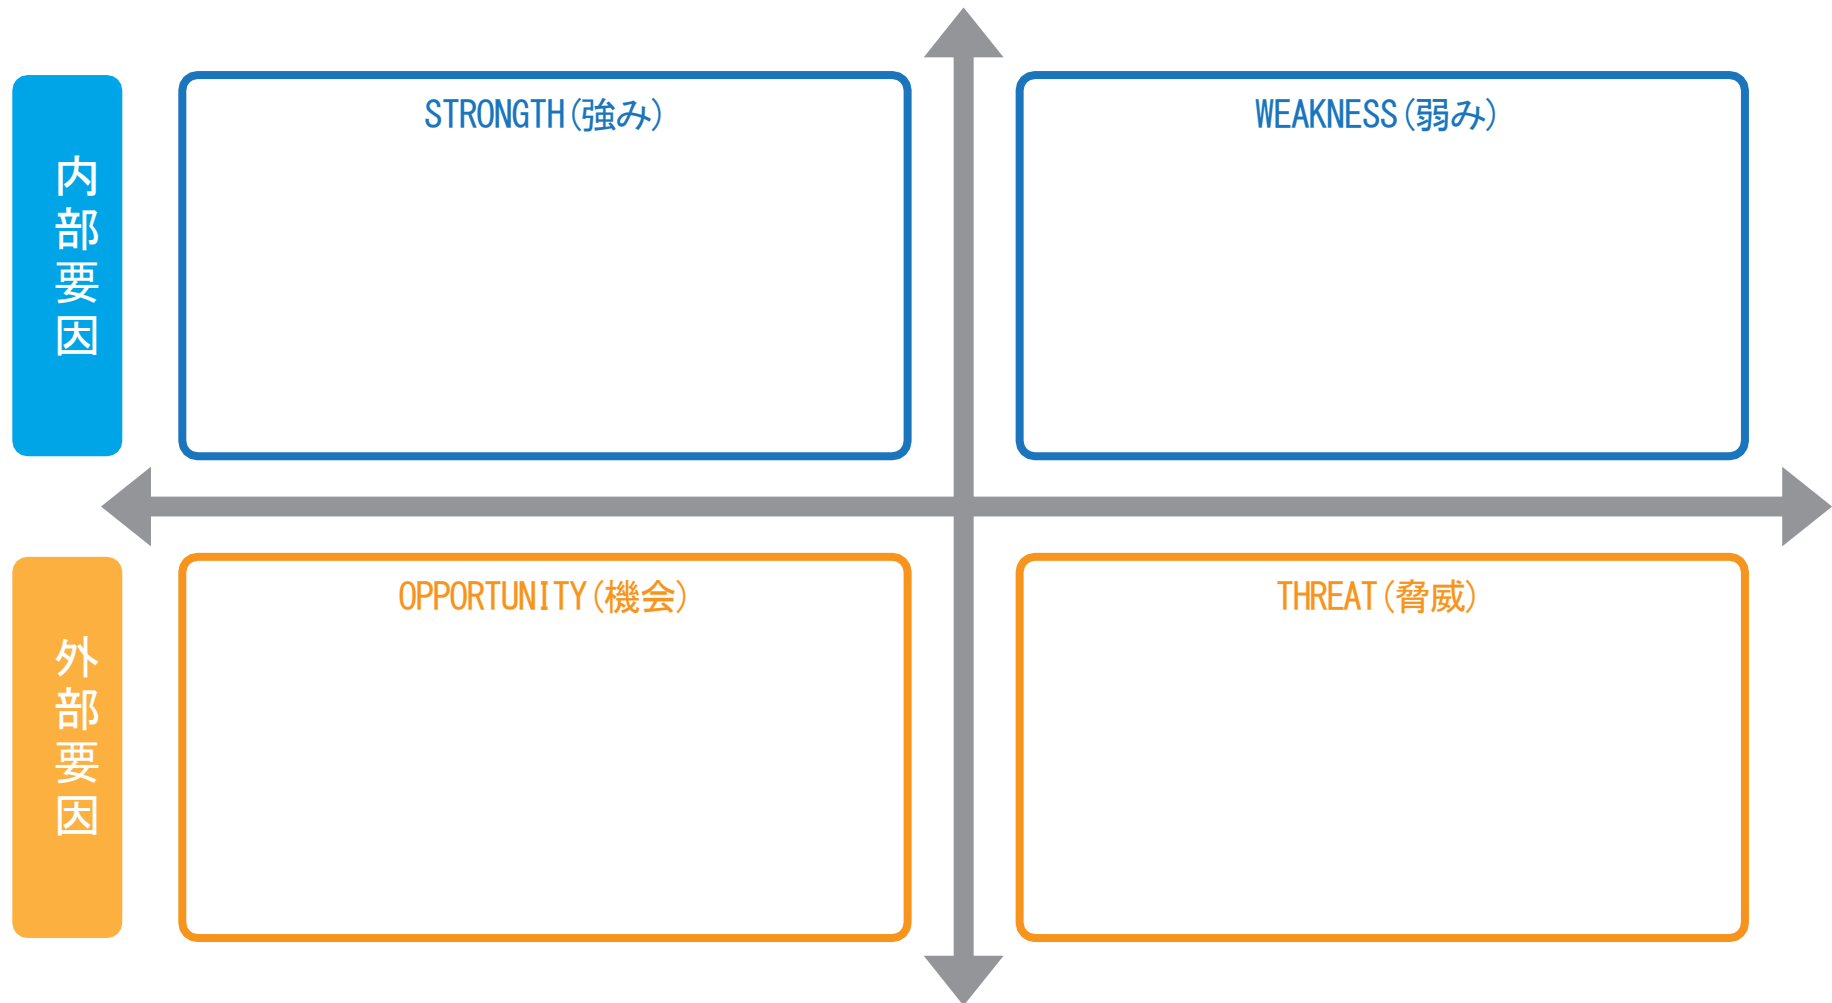 内部要因
STRENGTH(強み)
WEAKNESS(弱み)
外部要因
OPPORTUNITY(機会)
THREAT(脅威)